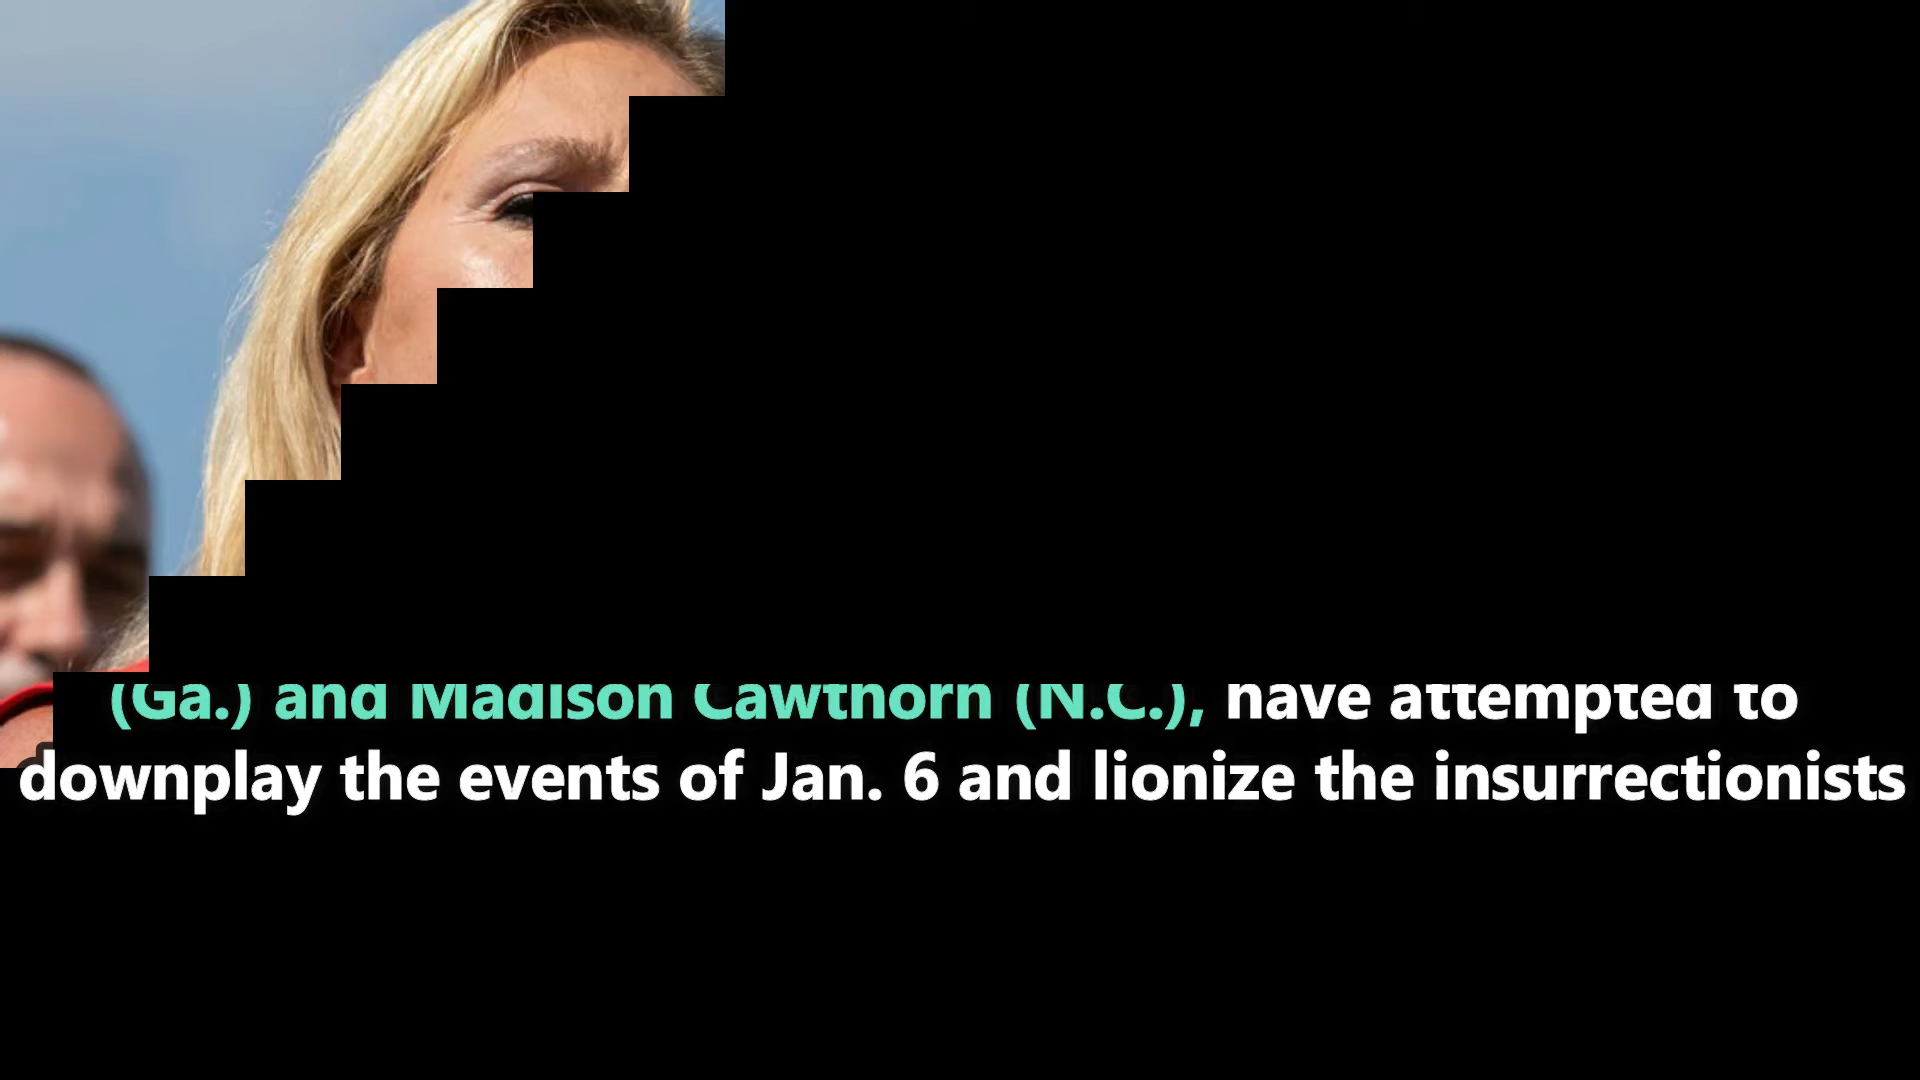 (Ga.) and Madison Cawthorn (N.C.), have attempted to
downplay the events of Jan. 6 and lionize the insurrectionists